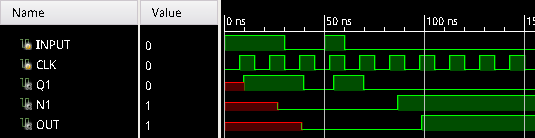 Name Value 0 ns 50 ns 100 ns 15
INPUT 0
CLK 0
Q1 0
N1 1
OUT 1